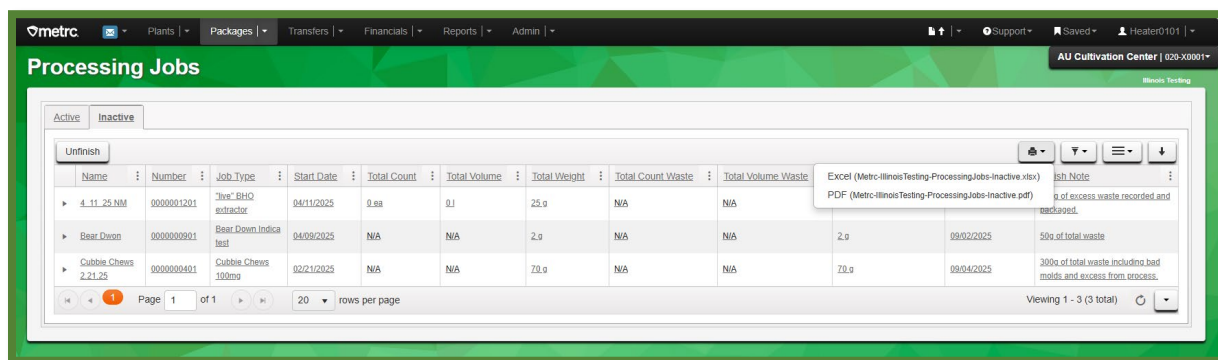 metrc. Plants | Packages | Transfers | Financials | Reports | Admin | Support Saved Heater0101 |
Processing Jobs
AU Cultivation Center | 020-X0001
Illinois Testing
Active Inactive
Unfinish
Name Number Job Type Start Date Total Count Total Volume Total Weight Total Count Waste Total Volume Waste ish Note
Excel (Metrc-IllinoisTesting-ProcessingJobs-Inactive.xlsx)
PDF (Metrc-IllinoisTesting-ProcessingJobs-Inactive.pdf)
4_11_25 NM 0000001201 "live" BHO extractor 04/11/2025 0 ea 0 l 25 g N/A N/A g of excess waste recorded and packaged.
Bear Dwon 0000000901 Bear Down Indica test 04/09/2025 N/A N/A 2 g N/A N/A 2 g 09/02/2025 50g of total waste
Cubbie Chews 2.21.25 0000000401 Cubbie Chews 100mg 02/21/2025 N/A N/A 70 g N/A N/A 70 g 09/04/2025 300g of total waste including bad molds and excess from process.
1 Page 1 of 1 20 rows per page Viewing 1 - 3 (3 total)